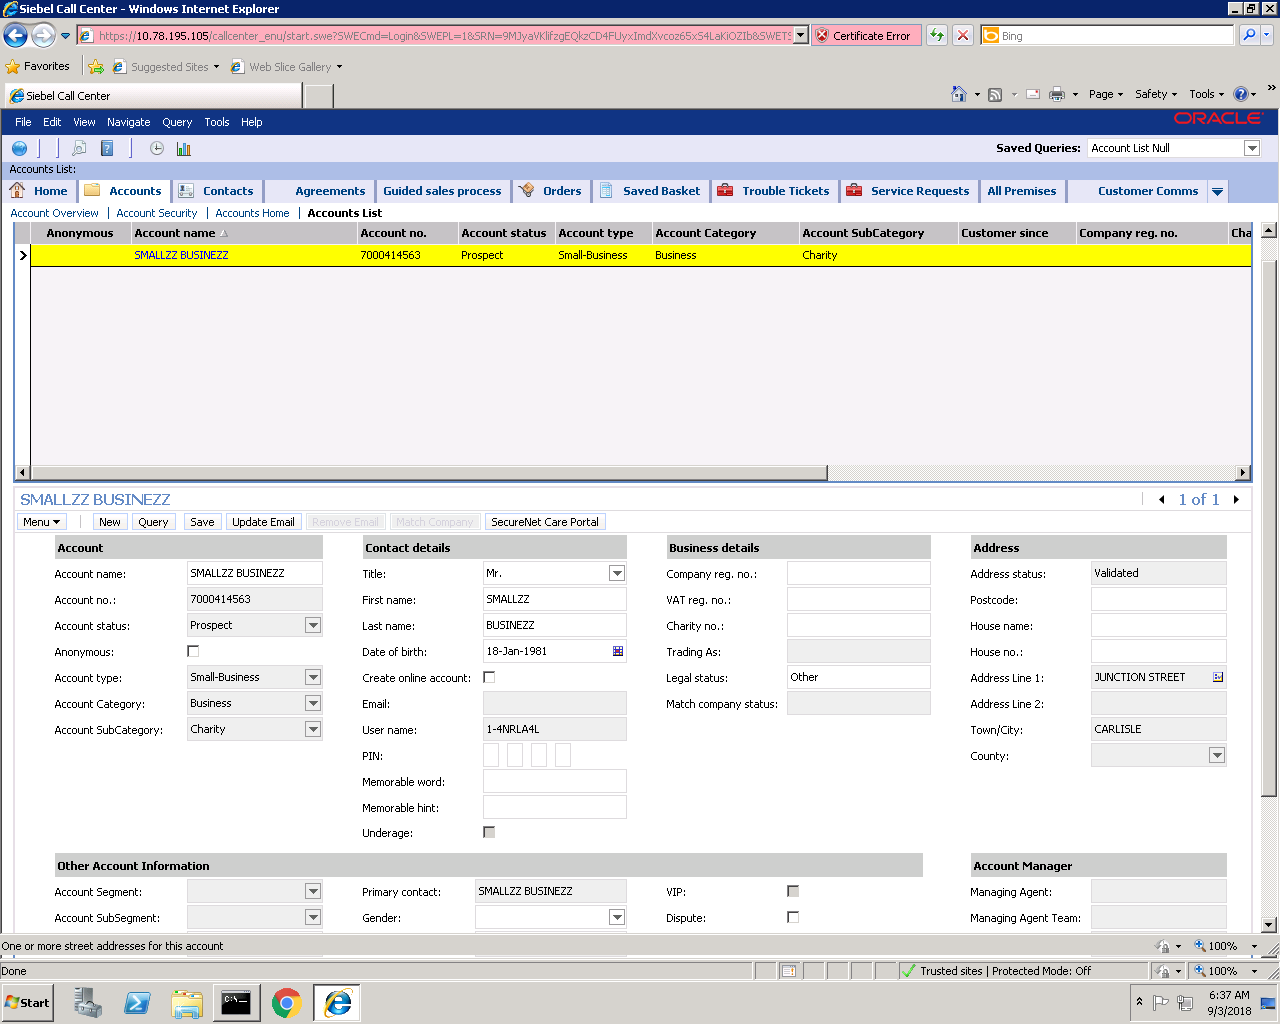 Siebel Call Center - Windows Internet Explorer
https://10.78.195.105/callcenter_enu/start.swe?SWECmd=Login&SWEPL=1&SRN= Certificate Error Bing
Favorites Suggested Sites Web Slice Gallery
Siebel Call Center Page Safety Tools »
File Edit View Navigate Query Tools Help ORACLE
Saved Queries: Account List Null
Accounts List:
Home Accounts Contacts Agreements Guided sales process Orders Saved Basket Trouble Tickets Service Requests All Premises Customer Comms
Account Overview | Account Security | Accounts Home | Accounts List
Anonymous Account name Account no. Account status Account type Account Category Account SubCategory Customer since Company reg. no. Cha
SMALLZZ BUSINEZZ 7000414563 Prospect Small-Business Business Charity
SMALLZZ BUSINEZZ 1 of 1
Menu New Query Save Update Email Remove Email Match Company SecureNet Care Portal
Account Contact details Business details Address
Account name: SMALLZZ BUSINEZZ Title: Mr. Company reg. no.: Address status: Validated
Account no.: 7000414563 First name: SMALLZZ VAT reg. no.: Postcode:
Account status: Prospect Last name: BUSINEZZ Charity no.: House name:
Anonymous: Date of birth: 18-Jan-1981 Trading As: House no.:
Account type: Small-Business Create online account: Legal status: Other Address Line 1: JUNCTION STREET
Account Category: Business Email: Match company status: Address Line 2:
Account SubCategory: Charity User name: 1-4NRLA4L Town/City: CARLISLE
PIN: County:
Memorable word:
Memorable hint:
Underage:
Other Account Information Account Manager
Account Segment: Primary contact: SMALLZZ BUSINEZZ VIP: Managing Agent:
Account SubSegment: Gender: Dispute: Managing Agent Team:
One or more street addresses for this account 100%
Done Trusted sites | Protected Mode: Off 100%
Start C:\. 6:37 AM
9/3/2018